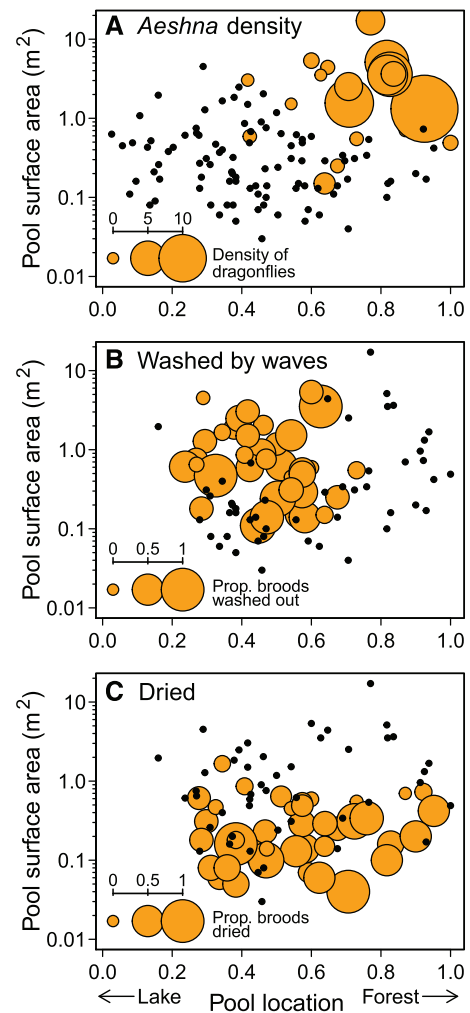 A Aeshna density
Pool surface area (m²)
10
1.0
0.1
0.01
0 5 10
Density of
dragonflies
0.0 0.2 0.4 0.6 0.8 1.0
B Washed by waves
Pool surface area (m²)
10
1.0
0.1
0.01
0 0.5 1
Prop. broods
washed out
0.0 0.2 0.4 0.6 0.8 1.0
C Dried
Pool surface area (m²)
10
1.0
0.1
0.01
0 0.5 1
Prop. broods
dried
0.0 0.2 0.4 0.6 0.8 1.0
←Lake Pool location Forest→